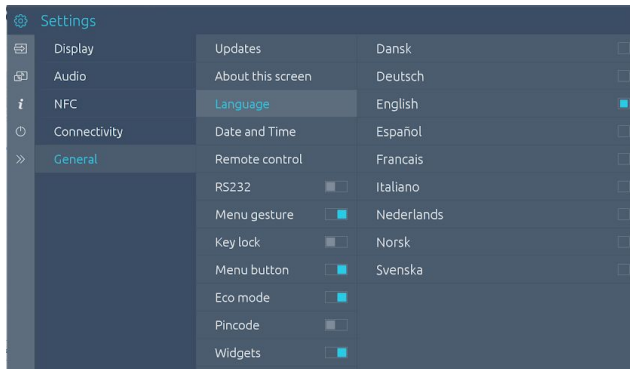 Settings
Display
Audio
NFC
Connectivity
General
Updates
About this screen
Language
Date and Time
Remote control
RS232
Menu gesture
Key lock
Menu button
Eco mode
Pincode
Widgets
Dansk
Deutsch
English
Español
Francais
Italiano
Nederlands
Norsk
Svenska